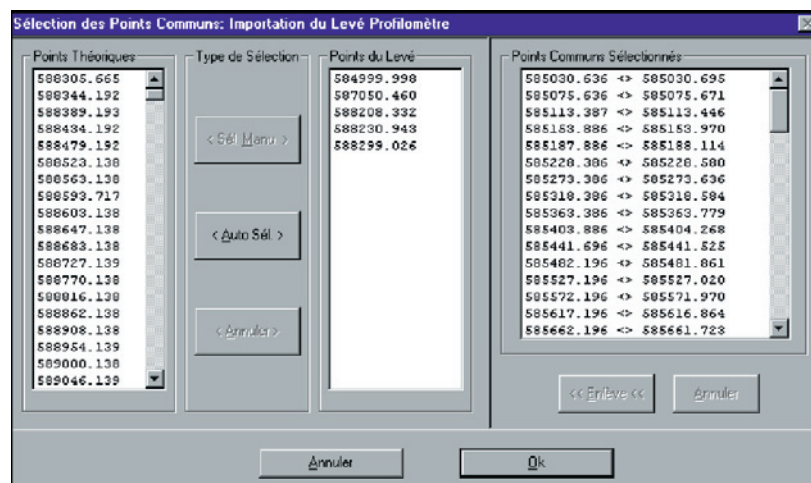 Sélection des Points Communs: Importation du Levé Profilomètre
Points Théoriques
588305.665
588344.192
588389.193
588434.192
588479.192
588523.138
588563.138
588593.717
588603.138
588647.138
588683.138
588727.139
588770.138
588816.138
588862.138
588908.138
588954.139
589000.138
589046.139
Type de Sélection
< Sél Manu >
< Auto Sél. >
< Annuler >
Points du Levé
584999.998
587050.460
588208.332
588230.943
588299.026
Points Communs Sélectionnés
585030.636 <> 585030.695
585075.636 <> 585075.671
585113.387 <> 585113.446
585153.886 <> 585153.970
585187.886 <> 585188.114
585228.386 <> 585228.580
585273.386 <> 585273.636
585318.386 <> 585318.584
585363.386 <> 585363.779
585403.886 <> 585404.268
585441.696 <> 585441.525
585482.196 <> 585481.861
585527.196 <> 585527.020
585572.196 <> 585571.970
585617.196 <> 585616.864
585662.196 <> 585661.723
<< Enlève <<
Annuler
Annuler
Ok